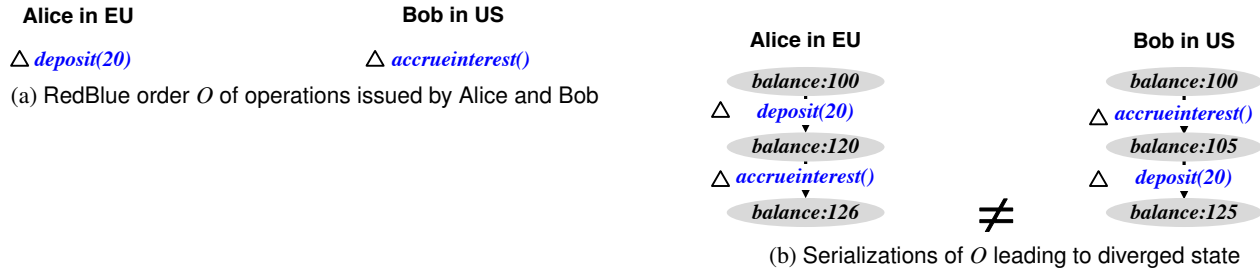 Alice in EU
Bob in US
△ deposit(20)
△ accrueinterest()
(a) RedBlue order O of operations issued by Alice and Bob
Alice in EU
Bob in US
balance:100
balance:100
△ deposit(20)
△ accrueinterest()
balance:120
balance:105
△ accrueinterest()
△ deposit(20)
balance:126
≠
balance:125
(b) Serializations of O leading to diverged state